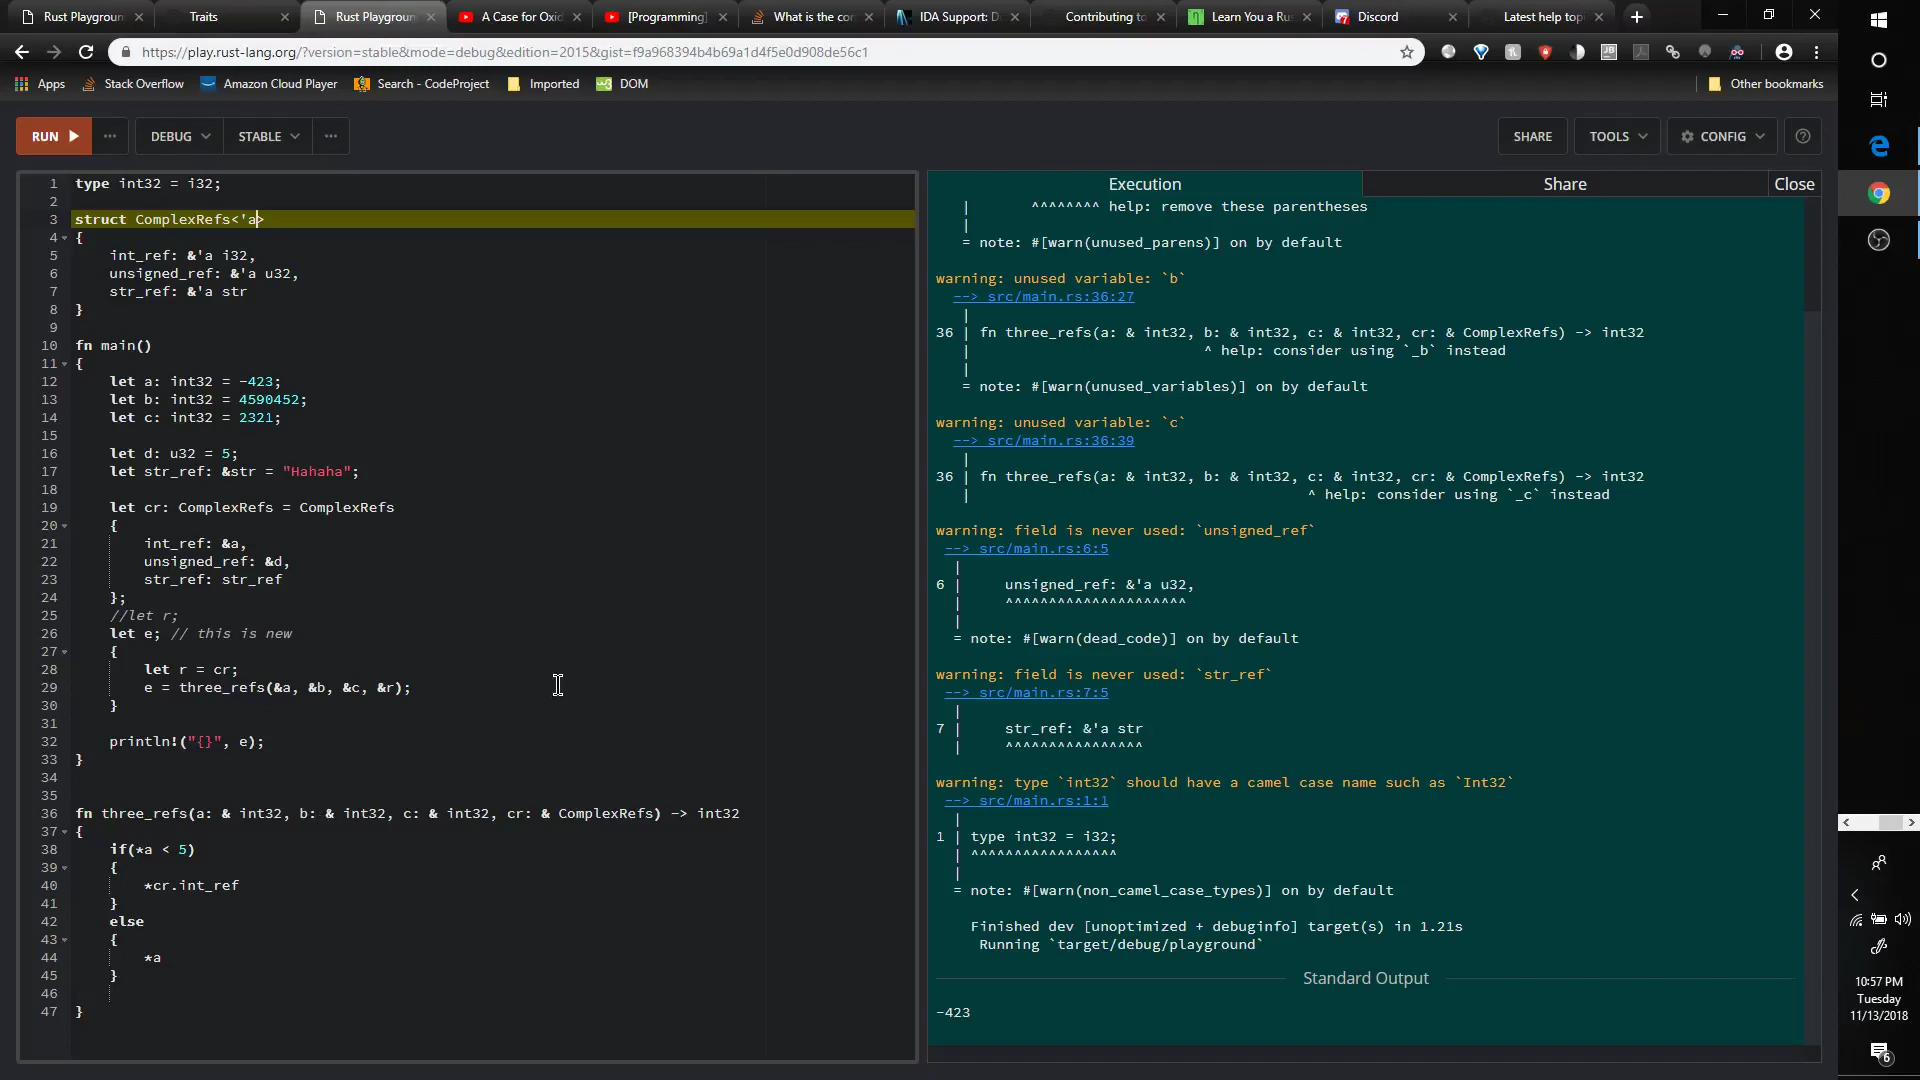 Rust Playground
Traits
Rust Playground
A Case for Oxid
[Programming]
What is the co
IDA Support: D
Contributing to
Learn You a Ru
Discord
Latest help top
https://play.rust-lang.org/?version=stable&mode=debug&edition=2015&gist=f9a968394b4b69a1d4f5e0d908de56c1
Apps
Stack Overflow
Amazon Cloud Player
Search - CodeProject
Imported
DOM
Other bookmarks
RUN
DEBUG
STABLE
SHARE
TOOLS
CONFIG
1 type int32 = i32;
2
3 struct ComplexRefs<'a>
4 {
5 int_ref: &'a i32,
6 unsigned_ref: &'a u32,
7 str_ref: &'a str
8 }
9
10 fn main()
11 {
12 let a: int32 = -423;
13 let b: int32 = 4590452;
14 let c: int32 = 2321;
15
16 let d: u32 = 5;
17 let str_ref: &str = "Hahaha";
18
19 let cr: ComplexRefs = ComplexRefs
20 {
21 int_ref: &a,
22 unsigned_ref: &d,
23 str_ref: str_ref
24 };
25 //let r;
26 let e; // this is new
27 {
28 let r = cr;
29 e = three_refs(&a, &b, &c, &r);
30 }
31
32 println!("{}", e);
33 }
34
35
36 fn three_refs(a: & int32, b: & int32, c: & int32, cr: & ComplexRefs) -> int32
37 {
38 if(*a < 5)
39 {
40 *cr.int_ref
41 }
42 else
43 {
44 *a
45 }
46
47 }
Execution
Share
Close
| ^^^^^^^^ help: remove these parentheses
|
= note: #[warn(unused_parens)] on by default
warning: unused variable: `b`
--> src/main.rs:36:27
|
36 | fn three_refs(a: & int32, b: & int32, c: & int32, cr: & ComplexRefs) -> int32
| ^ help: consider using `_b` instead
|
= note: #[warn(unused_variables)] on by default
warning: unused variable: `c`
--> src/main.rs:36:39
|
36 | fn three_refs(a: & int32, b: & int32, c: & int32, cr: & ComplexRefs) -> int32
| ^ help: consider using `_c` instead
warning: field is never used: `unsigned_ref`
--> src/main.rs:6:5
|
6 | unsigned_ref: &'a u32,
| ^^^^^^^^^^^^^^^^^^^^^
|
= note: #[warn(dead_code)] on by default
warning: field is never used: `str_ref`
--> src/main.rs:7:5
|
7 | str_ref: &'a str
| ^^^^^^^^^^^^^^^^
warning: type `int32` should have a camel case name such as `Int32`
--> src/main.rs:1:1
|
1 | type int32 = i32;
| ^^^^^^^^^^^^^^^^^
|
= note: #[warn(non_camel_case_types)] on by default
Finished dev [unoptimized + debuginfo] target(s) in 1.21s
Running `target/debug/playground`
Standard Output
-423
10:57 PM
Tuesday
11/13/2018
6